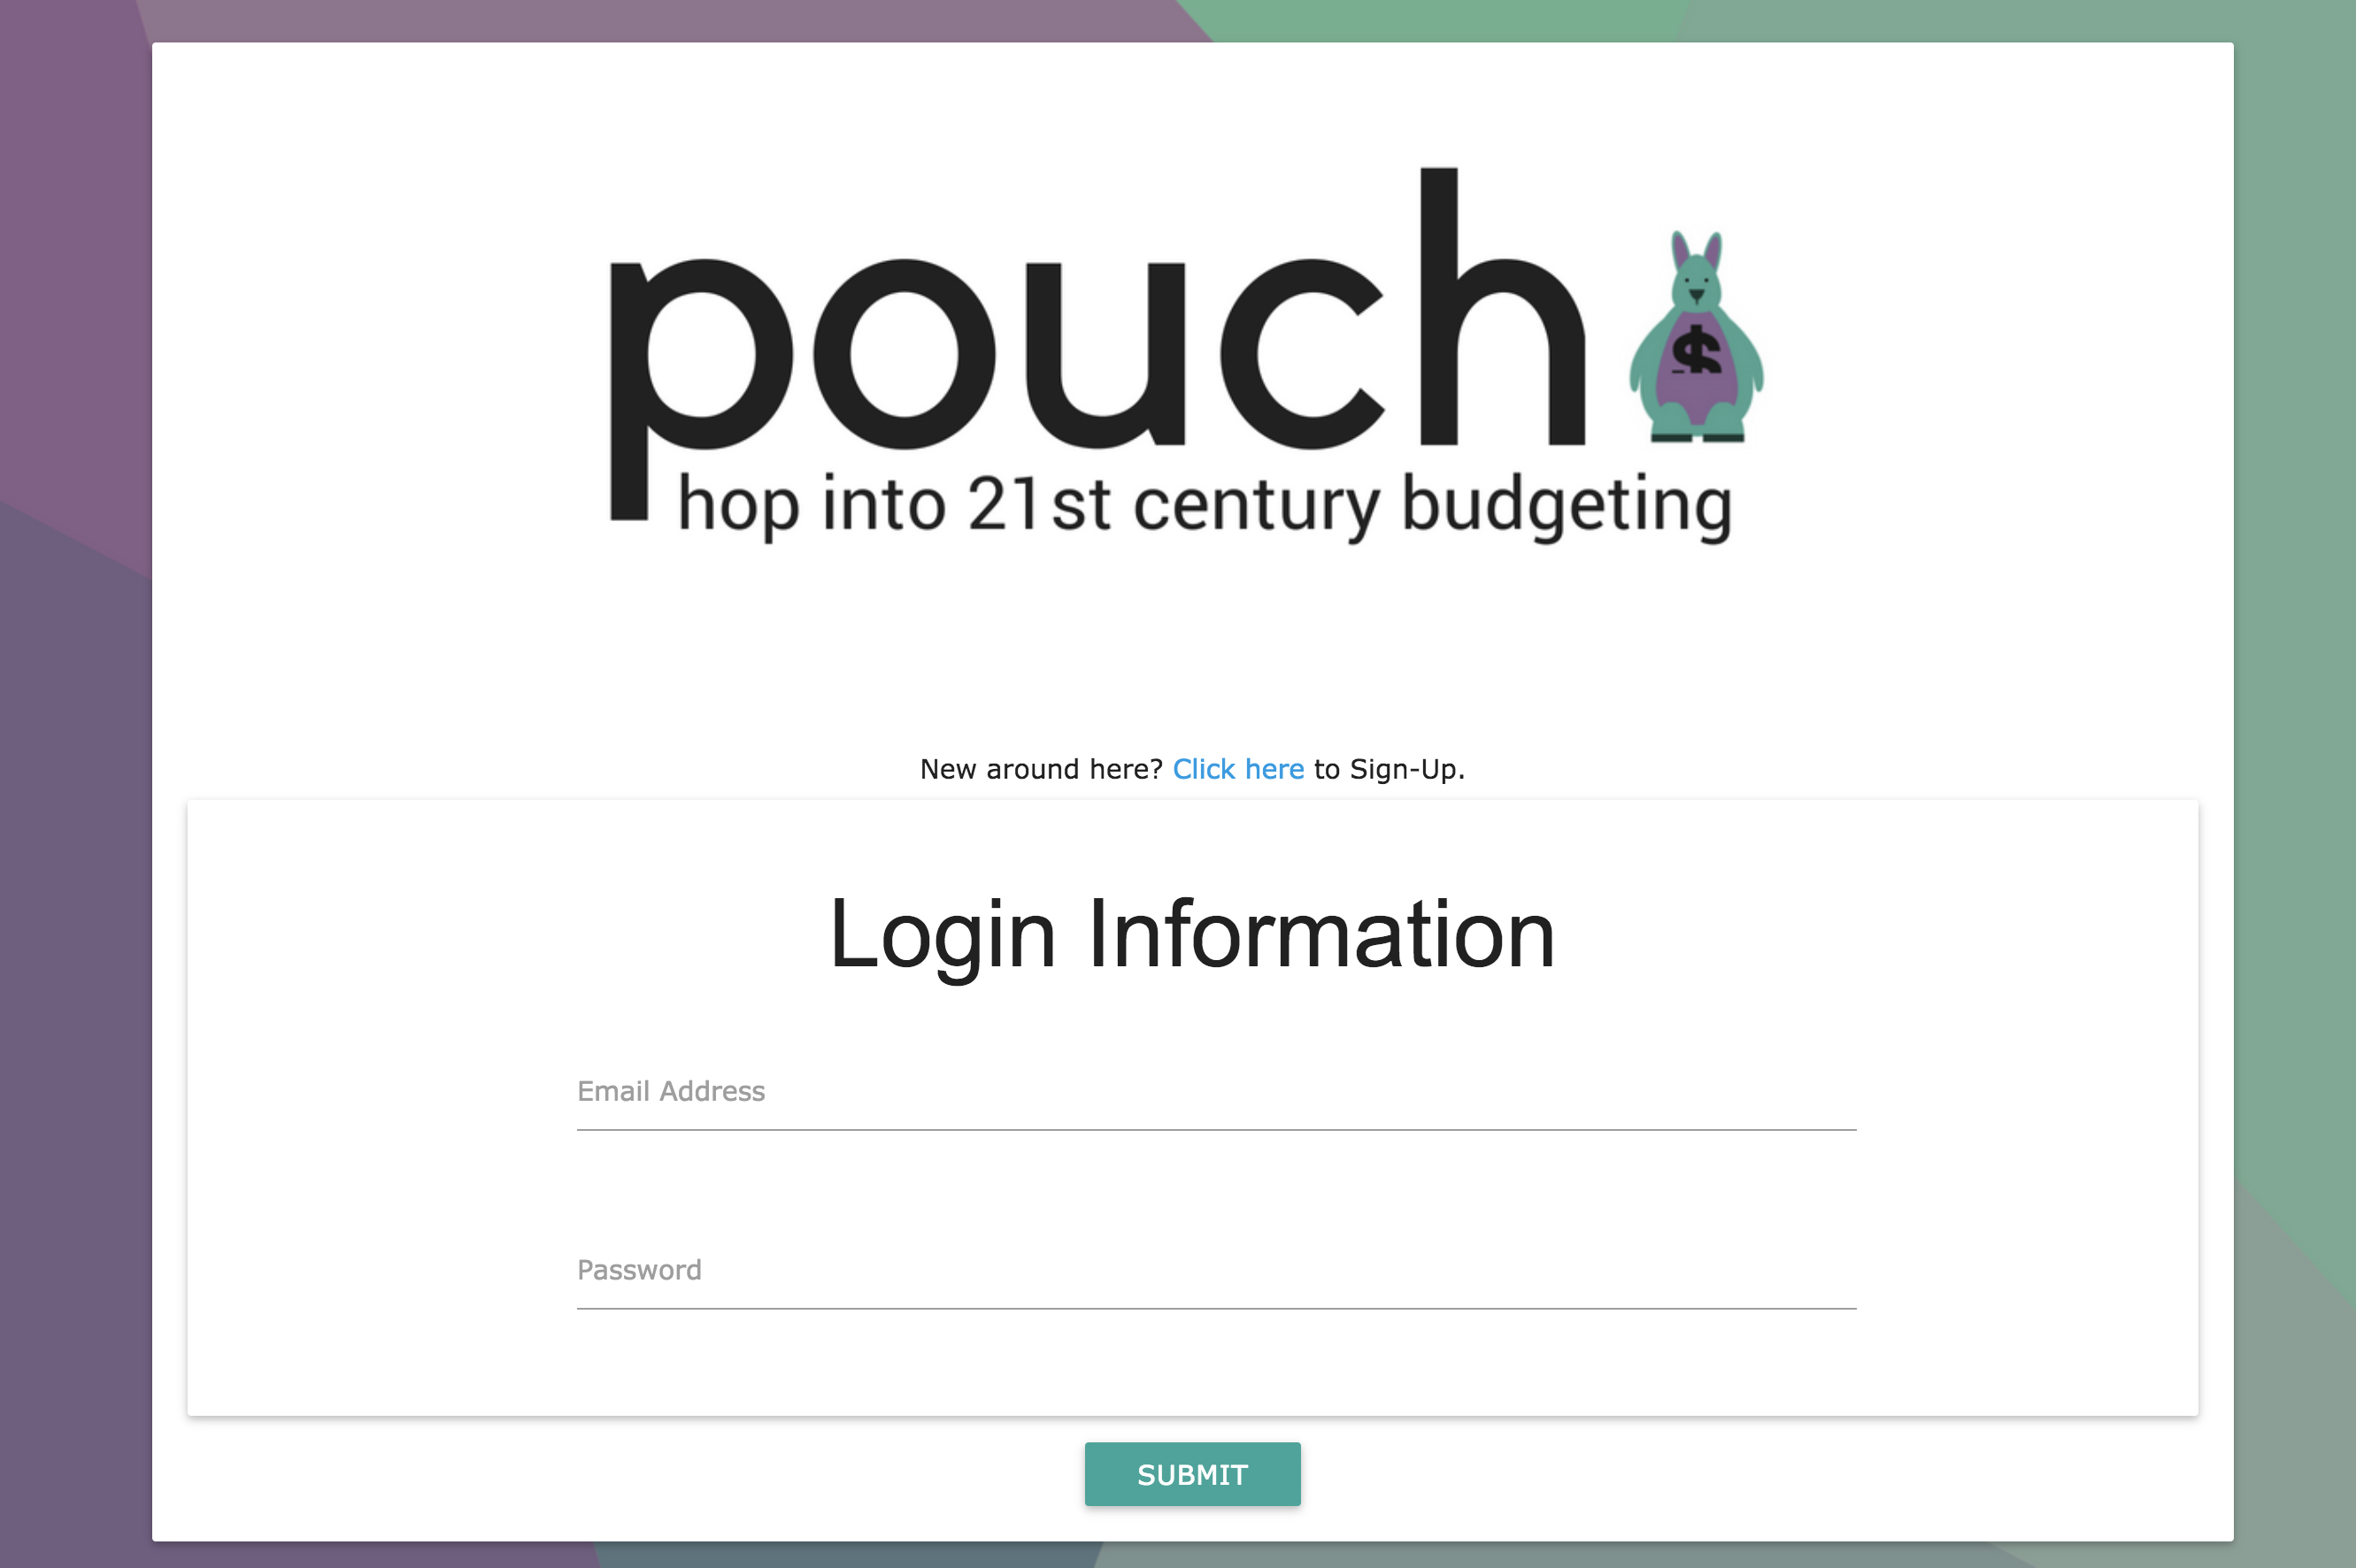 pouch
$
hop into 21st century budgeting
New around here? Click here to Sign-Up.
Login Information
Email Address
Password
SUBMIT